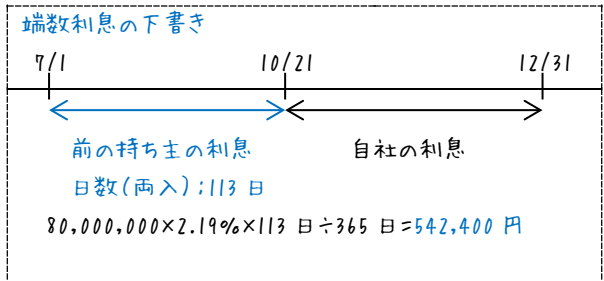 端数利息の下書き
7/1 10/21 12/31
前の持ち主の利息 自社の利息
日数(両入):113 日
80,000,000×2.19%×113 日÷365 日=542,400 円